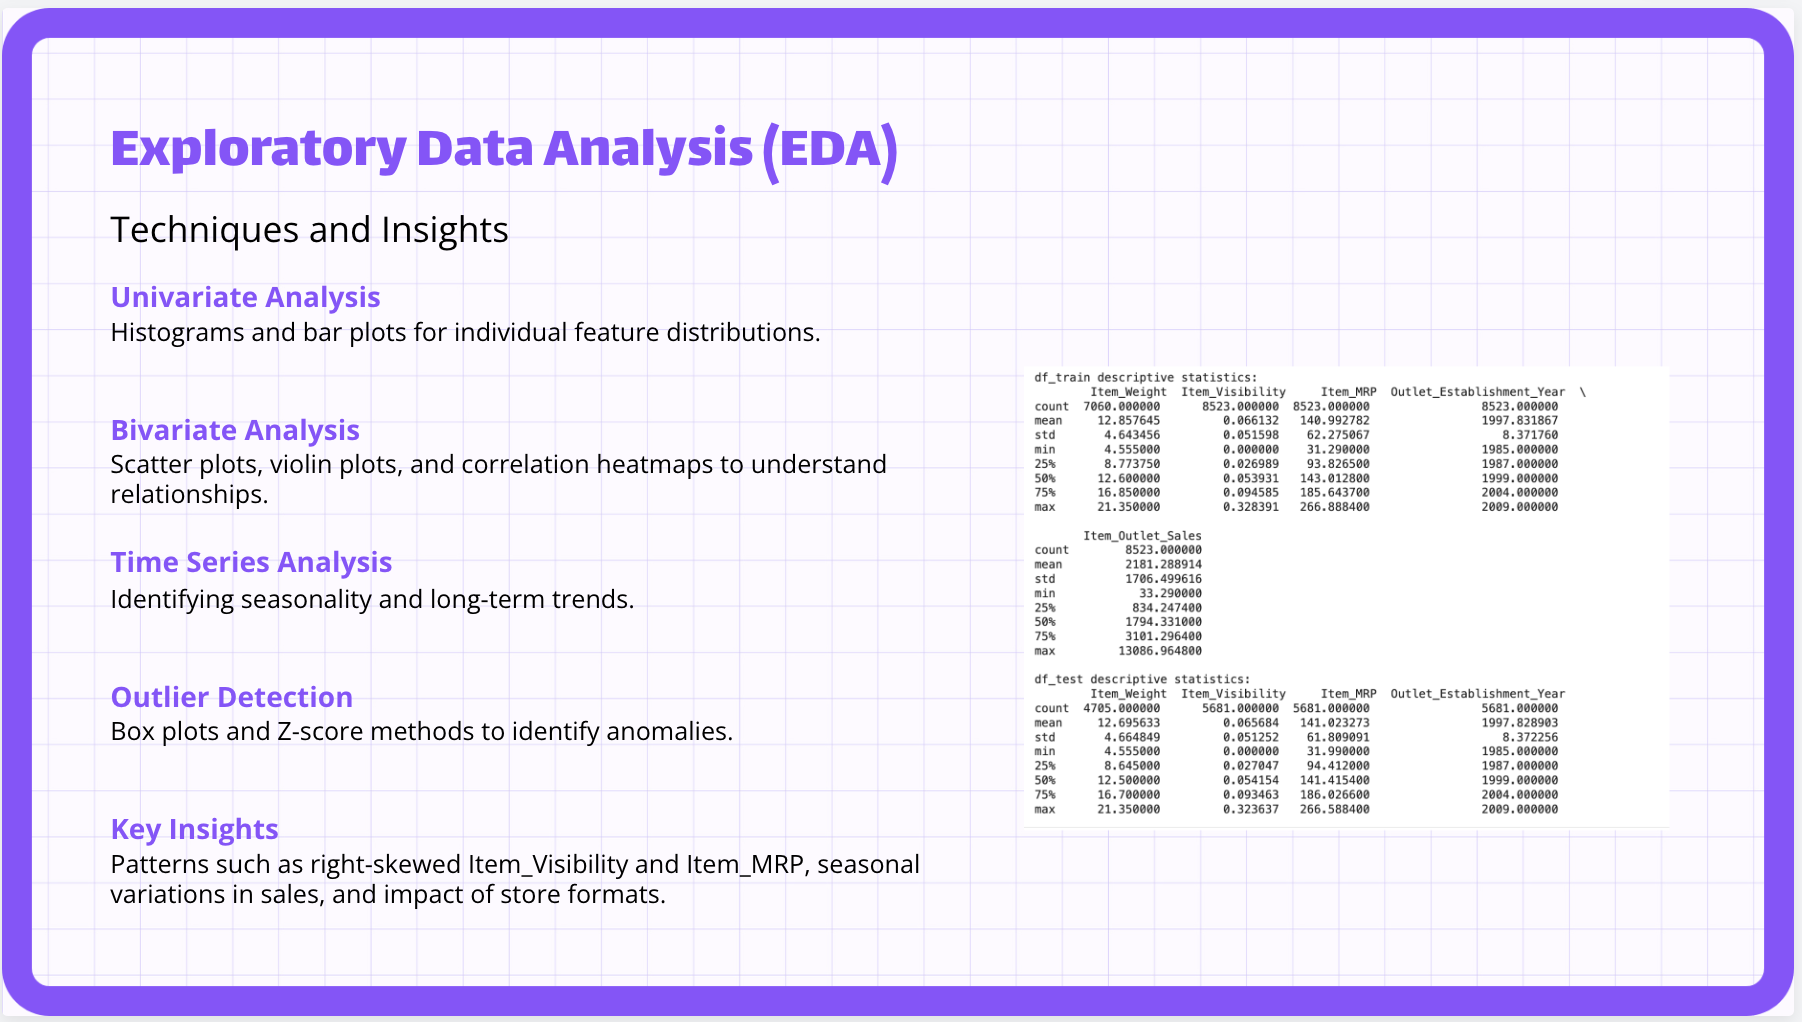 Exploratory Data Analysis (EDA)
Techniques and Insights
Univariate Analysis
Histograms and bar plots for individual feature distributions.
Bivariate Analysis
Scatter plots, violin plots, and correlation heatmaps to understand
relationships.
Time Series Analysis
Identifying seasonality and long-term trends.
Outlier Detection
Box plots and Z-score methods to identify anomalies.
Key Insights
Patterns such as right-skewed Item_Visibility and Item_MRP, seasonal
variations in sales, and impact of store formats.
df_train descriptive statistics:
Item_Weight Item_Visibility Item_MRP Outlet_Establishment_Year \
count 7060.000000 8523.000000 8523.000000 8523.000000
mean 12.857645 0.066132 140.992782 1997.831867
std 4.643456 0.051598 62.275067 8.371760
min 4.555000 0.000000 31.290000 1985.000000
25% 8.773750 0.026989 93.826500 1987.000000
50% 12.600000 0.053931 143.012800 1999.000000
75% 16.850000 0.094585 185.643700 2004.000000
max 21.350000 0.328391 266.888400 2009.000000
Item_Outlet_Sales
count 8523.000000
mean 2181.288914
std 1706.499616
min 33.290000
25% 834.247400
50% 1794.331000
75% 3101.296400
max 13086.964800
df_test descriptive statistics:
Item_Weight Item_Visibility Item_MRP Outlet_Establishment_Year
count 4705.000000 5681.000000 5681.000000 5681.000000
mean 12.695633 0.065684 141.023273 1997.828903
std 4.664849 0.051252 61.809091 8.372256
min 4.555000 0.000000 31.990000 1985.000000
25% 8.645000 0.027047 94.412000 1987.000000
50% 12.500000 0.054154 141.415400 1999.000000
75% 16.700000 0.093463 186.026600 2004.000000
max 21.350000 0.323637 266.588400 2009.000000